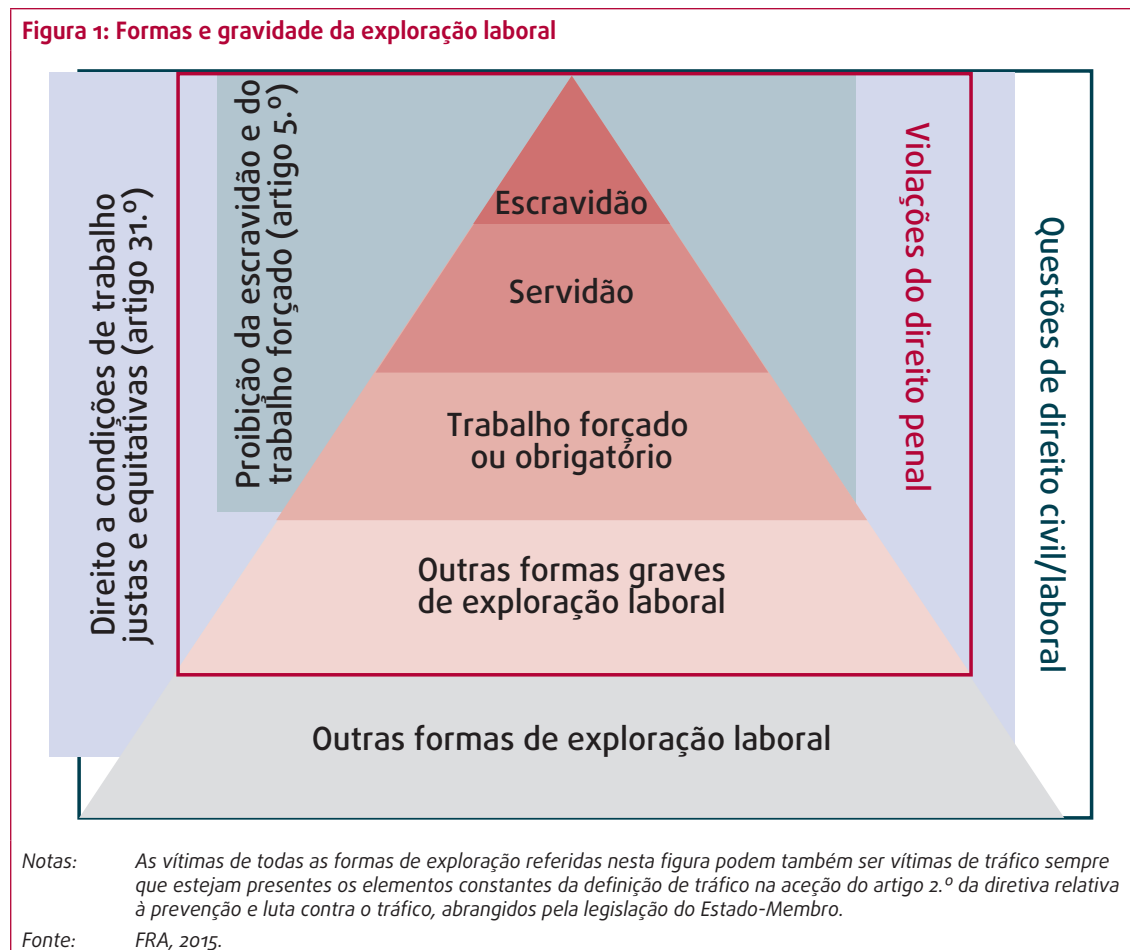 Figura 1: Formas e gravidade da exploração laboral
Direito a condições de trabalho
justas e equitativas (artigo 31.º)
Proibição da escravidão e do
trabalho forçado (artigo 5.º)
Escravidão
Servidão
Trabalho forçado
ou obrigatório
Outras formas graves
de exploração laboral
Outras formas de exploração laboral
Violações do direito penal
Questões de direito civil/laboral
Notas: As vítimas de todas as formas de exploração referidas nesta figura podem também ser vítimas de tráfico sempre
que estejam presentes os elementos constantes da definição de tráfico na aceção do artigo 2.º da diretiva relativa
à prevenção e luta contra o tráfico, abrangidos pela legislação do Estado-Membro.
Fonte: FRA, 2015.